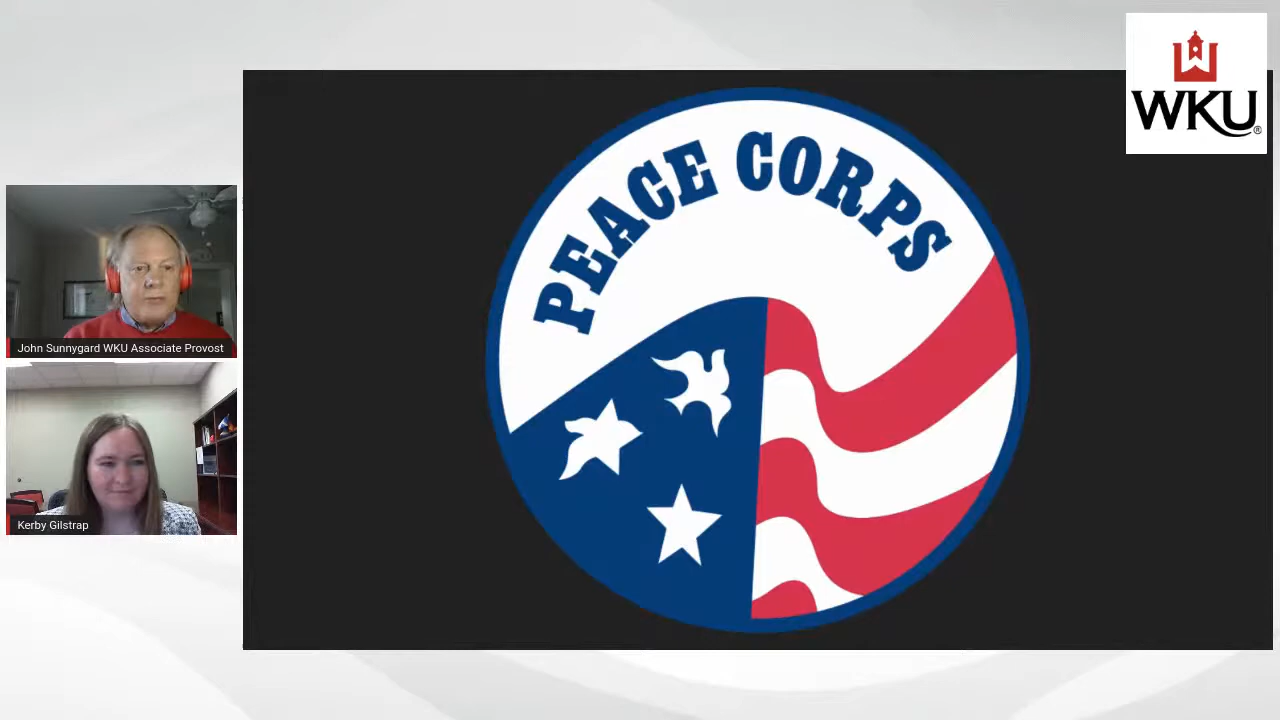 WKU®
PEACE CORPS
John Sunnygard WKU Associate Provost
Kerby Gilstrap